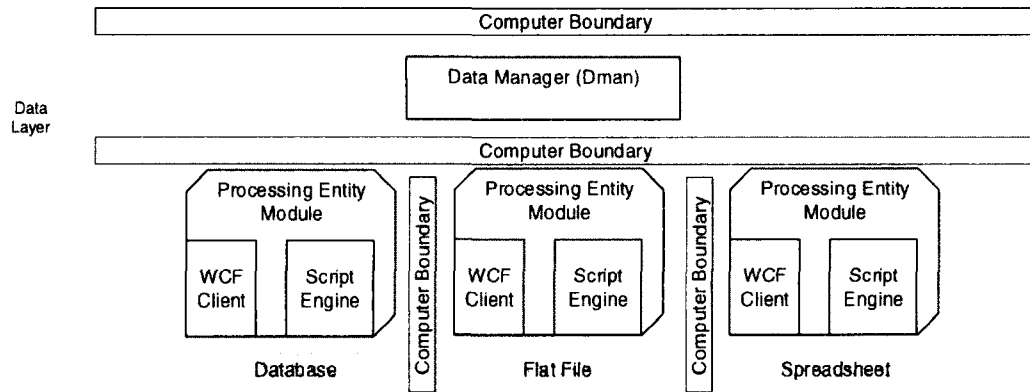 Computer Boundary
Data Manager (Dman)
Data
Layer
Computer Boundary
Processing Entity
Module
WCF
Client
Script
Engine
Database
Computer Boundary
Processing Entity
Module
WCF
Client
Script
Engine
Flat File
Computer Boundary
Processing Entity
Module
WCF
Client
Script
Engine
Spreadsheet